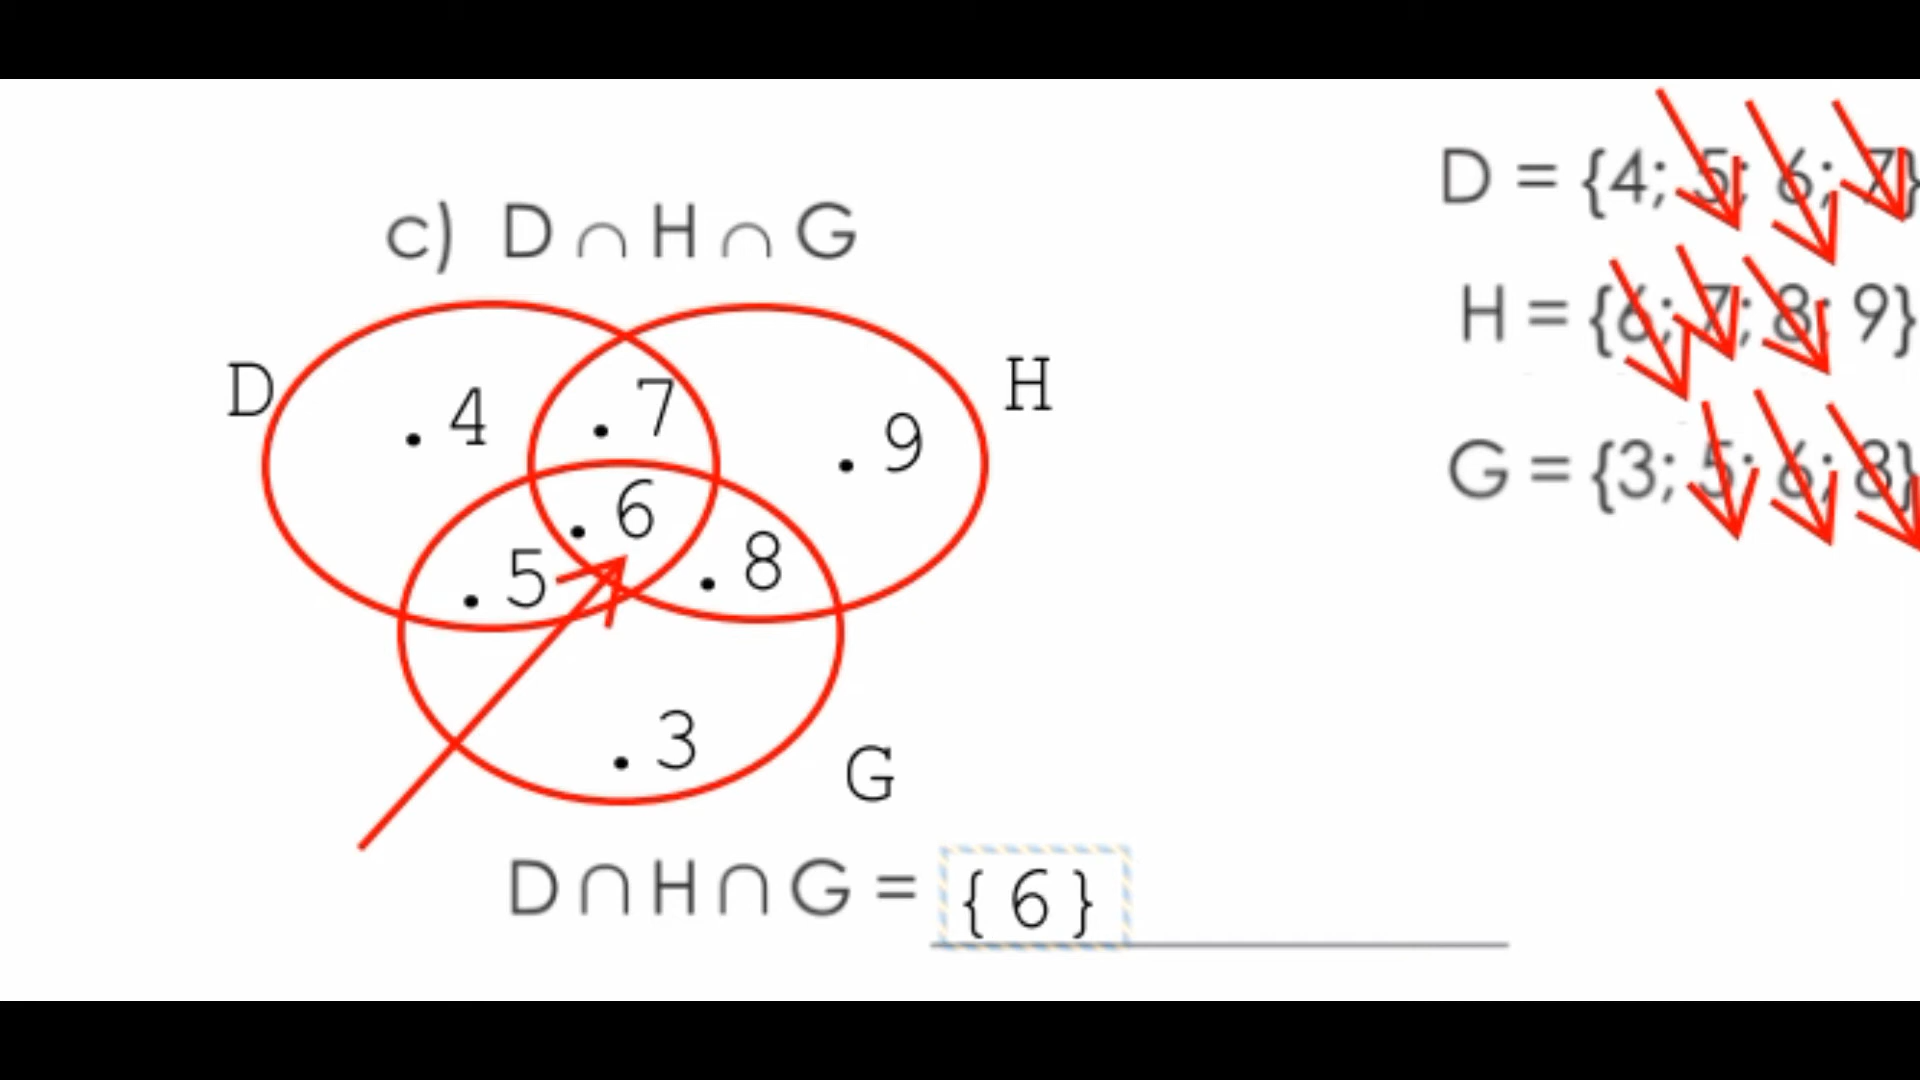 c) D ∩ H ∩ G
D = {4; 5; 6; 7}
H = {6; 7; 8; 9}
G = {3; 5; 6; 8}
D
H
. 4
. 7
. 9
. 6
. 5
. 8
. 3
G
D ∩ H ∩ G = { 6 }